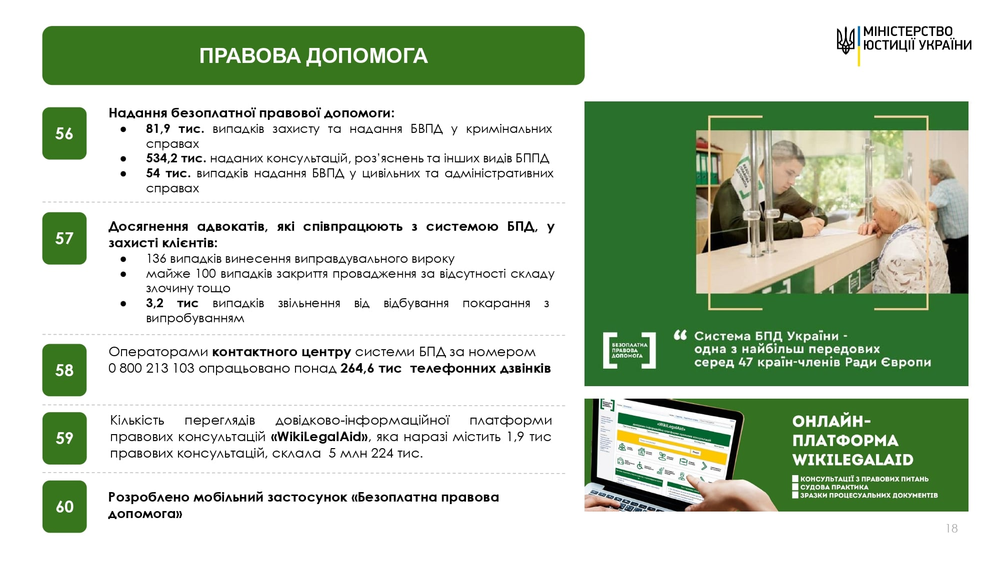 ПРАВОВА ДОПОМОГА
МІНІСТЕРСТВО
ЮСТИЦІЇ УКРАЇНИ
56
Надання безоплатної правової допомоги:
● 81,9 тис. випадків захисту та надання БВПД у кримінальних
справах
● 534,2 тис. наданих консультацій, роз’яснень та інших видів БППД
● 54 тис. випадків надання БВПД у цивільних та адміністративних
справах
57
Досягнення адвокатів, які співпрацюють з системою БПД, у
захисті клієнтів:
● 136 випадків винесення виправдувального вироку
● майже 100 випадків закриття провадження за відсутності складу
злочину тощо
● 3,2 тис випадків звільнення від відбування покарання з
випробуванням
58
Операторами контактного центру системи БПД за номером
0 800 213 103 опрацьовано понад 264,6 тис телефонних дзвінків
59
Кількість переглядів довідково-інформаційної платформи
правових консультацій «WikiLegalAid», яка наразі містить 1,9 тис
правових консультацій, склала 5 млн 224 тис.
60
Розроблено мобільний застосунок «Безоплатна правова
допомога»
БЕЗОПЛАТНА
ПРАВОВА
ДОПОМОГА
“ Система БПД України -
одна з найбільш передових
серед 47 країн-членів Ради Європи
«WikiLegalAid»
довідково-інформаційна платформа правових консультацій
ОНЛАЙН-
ПЛАТФОРМА
WIKILEGALAID
КОНСУЛЬТАЦІЇ З ПРАВОВИХ ПИТАНЬ
СУДОВА ПРАКТИКА
ЗРАЗКИ ПРОЦЕСУАЛЬНИХ ДОКУМЕНТІВ
18